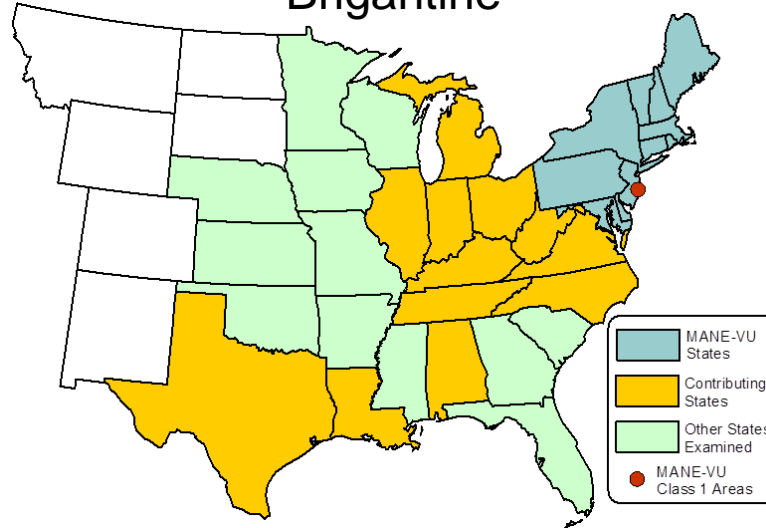 Brigantine
MANE-VU
States
Contributing
States
Other States
Examined
MANE-VU
Class 1 Areas